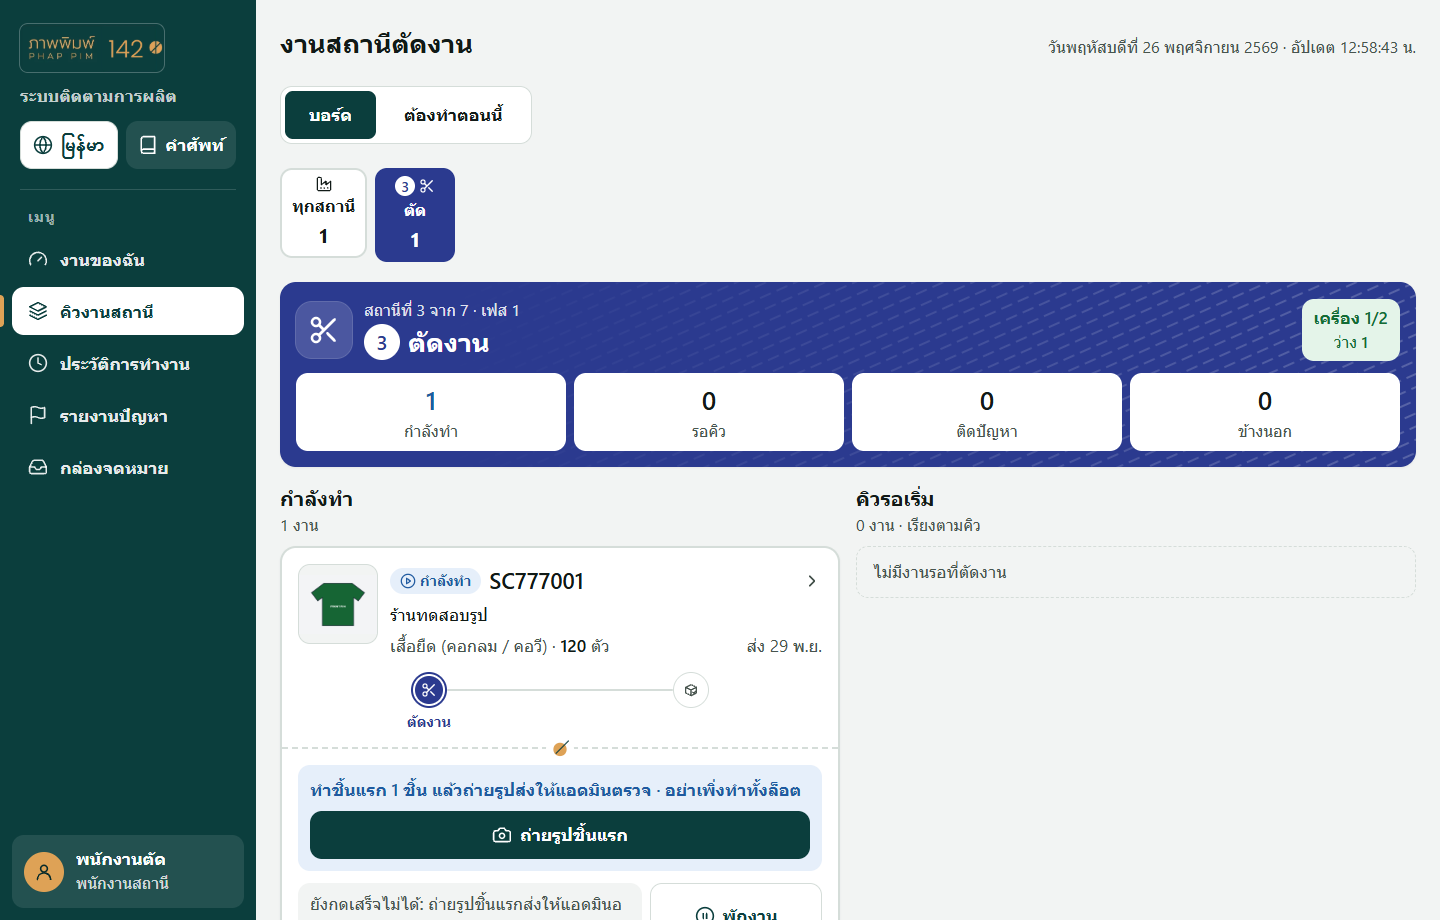 ภาพพิมพ์ 142
PHAP PIM
ระบบติดตามการผลิต
မြန်မာ
คำศัพท์
เมนู
งานของฉัน
คิวงานสถานี
ประวัติการทำงาน
รายงานปัญหา
กล่องจดหมาย
พนักงานตัด
พนักงานสถานี
งานสถานีตัดงาน
วันพฤหัสบดีที่ 26 พฤศจิกายน 2569 · อัปเดต 12:58:43 น.
บอร์ด
ต้องทำตอนนี้
ทุกสถานี
1
3
ตัด
1
สถานีที่ 3 จาก 7 · เฟส 1
3 ตัดงาน
เครื่อง 1/2
ว่าง 1
1
กำลังทำ
0
รอคิว
0
ติดปัญหา
0
ข้างนอก
กำลังทำ
1 งาน
กำลังทำ SC777001
ร้านทดสอบรูป
เสื้อยืด (คอกลม / คอวี) · 120 ตัว
ส่ง 29 พ.ย.
ตัดงาน
ทำชิ้นแรก 1 ชิ้น แล้วถ่ายรูปส่งให้แอดมินตรวจ · อย่าเพิ่งทำทั้งล็อต
ถ่ายรูปชิ้นแรก
ยังกดเสร็จไม่ได้: ถ่ายรูปชิ้นแรกส่งให้แอดมินอ
พักงาน
คิวรอเริ่ม
0 งาน · เรียงตามคิว
ไม่มีงานรอที่ตัดงาน